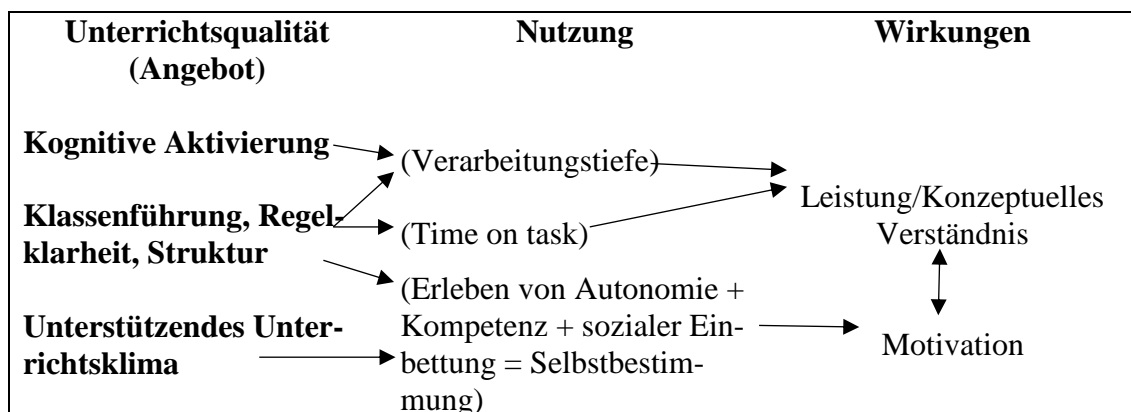 Unterrichtsqualität
(Angebot)
Nutzung
Wirkungen
Kognitive Aktivierung
Klassenführung, Regel-
klarheit, Struktur
Unterstützendes Unter-
richtsklima
(Verarbeitungstiefe)
(Time on task)
(Erleben von Autonomie +
Kompetenz + sozialer Ein-
bettung = Selbstbestim-
mung)
Leistung/Konzeptuelles
Verständnis
Motivation